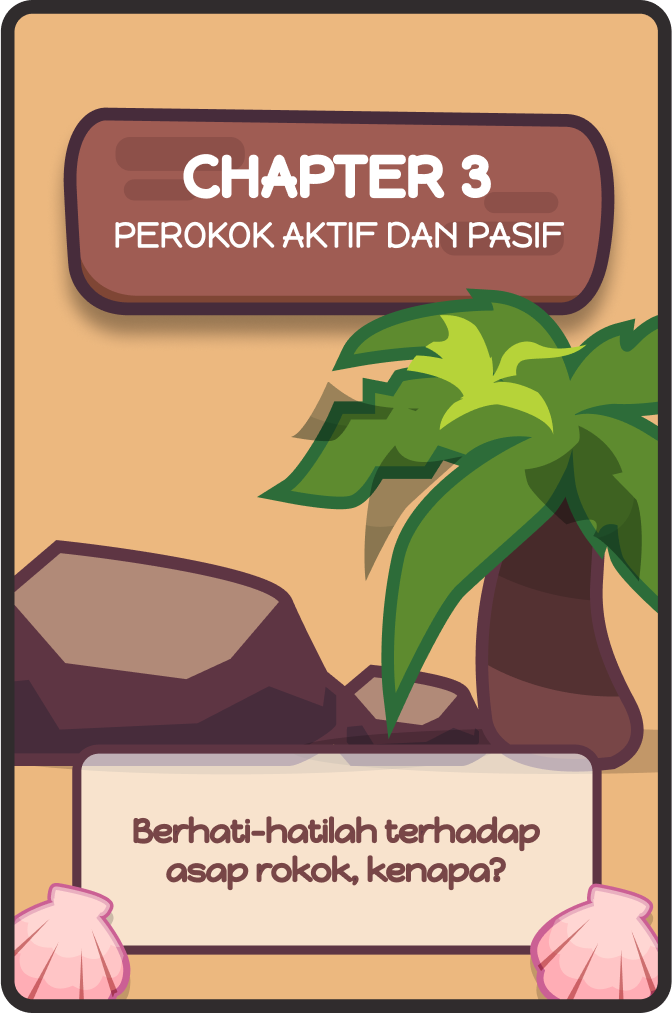 CHAPTER 3
PEROKOK AKTIF DAN PASIF
Berhati-hatilah terhadap
asap rokok, kenapa?